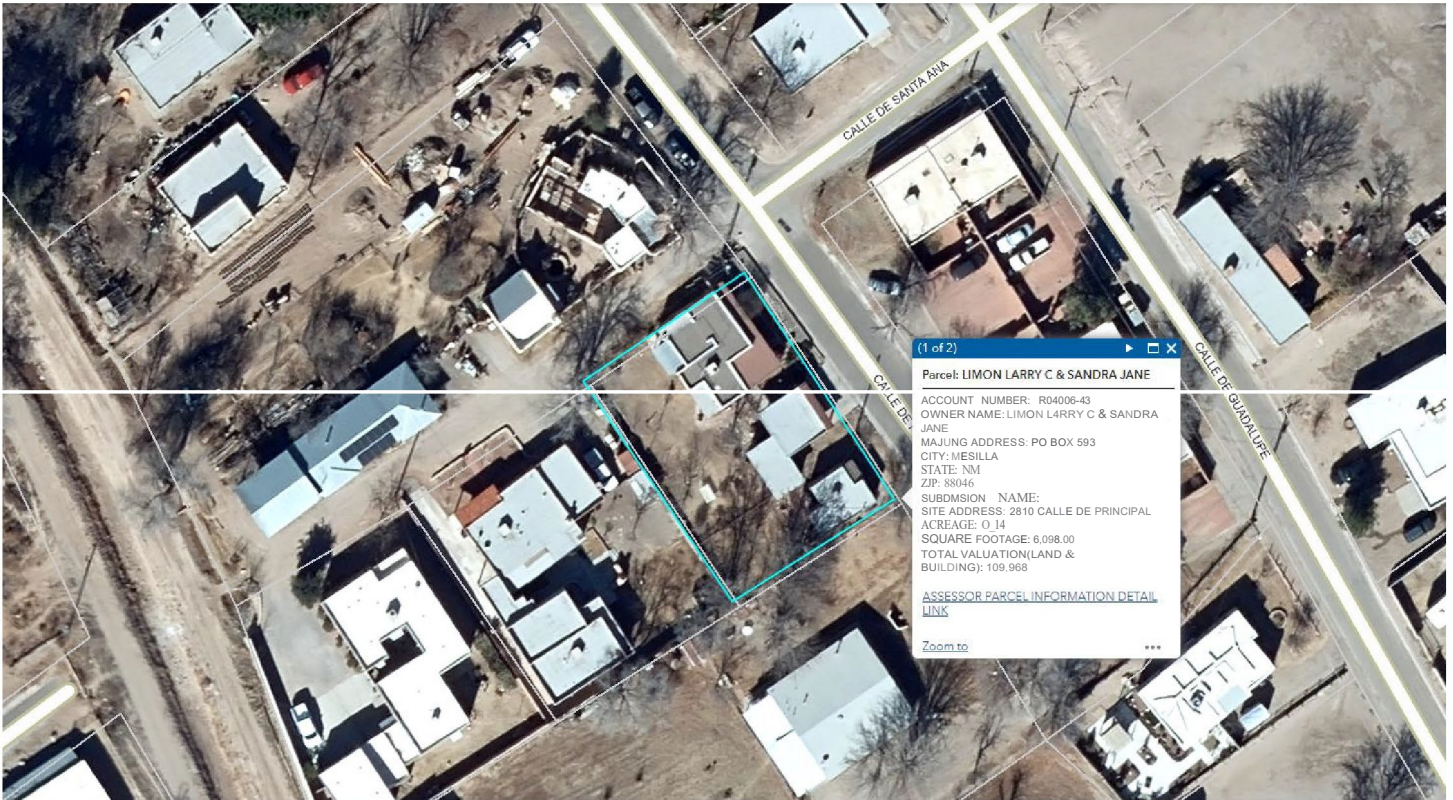 CALLE DE SANTA ANA
CALLE DE GUADALUPE
CALLE DE
(1 of 2)
Parcel: LIMON LARRY C & SANDRA JANE
ACCOUNT NUMBER: R04006-43
OWNER NAME: LIMON L4RRY C & SANDRA
JANE
MAJUNG ADDRESS: PO BOX 593
CITY: MESILLA
STATE: NM
ZJP: 88046
SUBDMSION NAME:
SITE ADDRESS: 2810 CALLE DE PRINCIPAL
ACREAGE: O_14
SQUARE FOOTAGE: 6,098.00
TOTAL VALUATION(LAND &
BUILDING): 109.968
ASSESSOR PARCEL INFORMATION DETAIL
LINK
Zoom to